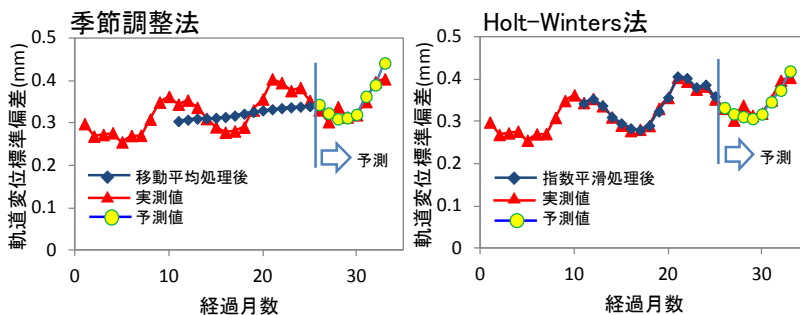 季節調整法
軌道変位標準偏差(mm)
0.5
0.4
0.3
0.2
0.1
0
予測
移動平均処理後
実測値
予測値
0
10
20
30
経過月数
Holt-Winters法
軌道変位標準偏差(mm)
0.5
0.4
0.3
0.2
0.1
0
予測
指数平滑処理後
実測値
予測値
0
10
20
30
経過月数